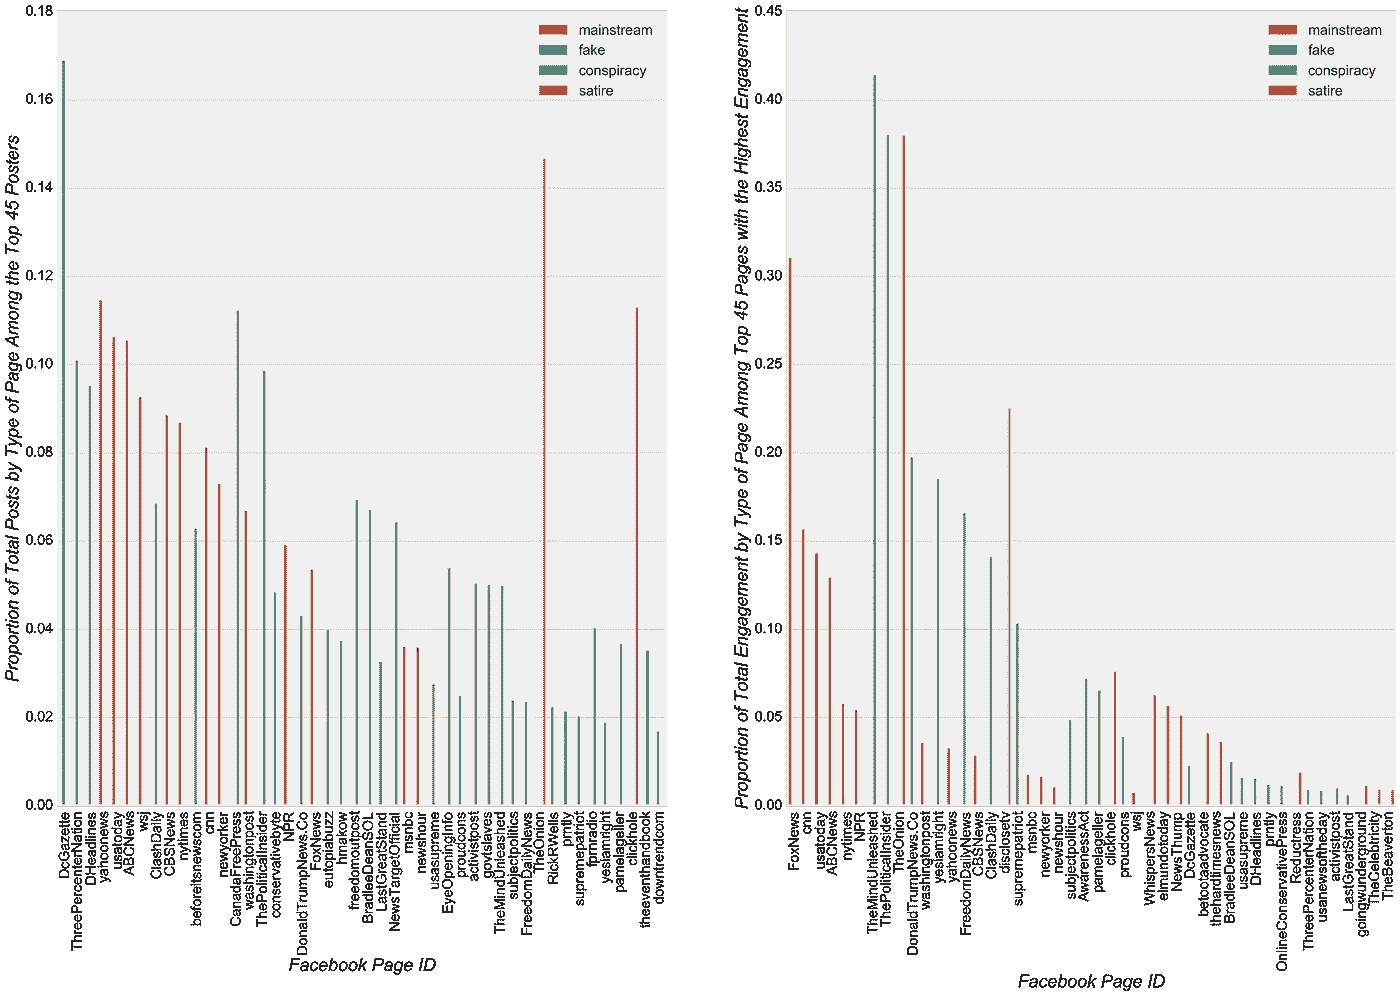 Proportion of Total Posts by Type of Page Among the Top 45 Posters
0.18
0.16
0.14
0.12
0.10
0.08
0.06
0.04
0.02
0.00
mainstream
fake
conspiracy
satire
DcGazette
ThreePercenterNation
DHeadlines
yahoonews
usatoday
ABCNews
wsj
ClashDaily
CBSNews
nytimes
beforeitsnewscom
cnn
newyorker
CanadaFreePress
washingtonpost
ThePoliticalInsider
conservativebyte
NPR
DonaldTrumpNews.Co
FoxNews
eutopiabuzz
hmakow
freedomoutpost
BradleeDeanSOL
LastGreatStand
NewsTargetOfficial
msnbc
newshour
usasupreme
EyeOpeningInfo
proudcons
activistpost
govtslaves
TheMindUnleashed
subjectpolitics
FreedomDailyNews
TheOnion
RickRWells
prntly
supremepatriot
fprnradio
yesiamright
pamelageller
clickhole
theeventhandbook
downtrendcom
Facebook Page ID
Proportion of Total Engagement by Type of Page Among Top 45 Pages with the Highest Engagement
0.45
0.40
0.35
0.30
0.25
0.20
0.15
0.10
0.05
0.00
mainstream
fake
conspiracy
satire
FoxNews
cnn
usatoday
ABCNews
nytimes
NPR
TheMindUnleashed
ThePoliticalInsider
TheOnion
DonaldTrumpNews.Co
washingtonpost
yesiamright
yahoonews
FreedomDailyNews
CBSNews
ClashDaily
disclosetv
supremepatriot
msnbc
newyorker
newshour
subjectpolitics
AwarenessAct
pamelageller
clickhole
proudcons
wsj
WhispersNews
elmundotoday
NewsThump
DcGazette
betootaadvocate
thehardtimesnews
BradleeDeanSOL
usasupreme
DHeadlines
prntly
OnlineConservativePress
Reductress
ThreePercenterNation
usanewsoftheday
activistpost
LastGreatStand
goingwunderground
TheCelebtricity
TheBeaverton
Facebook Page ID